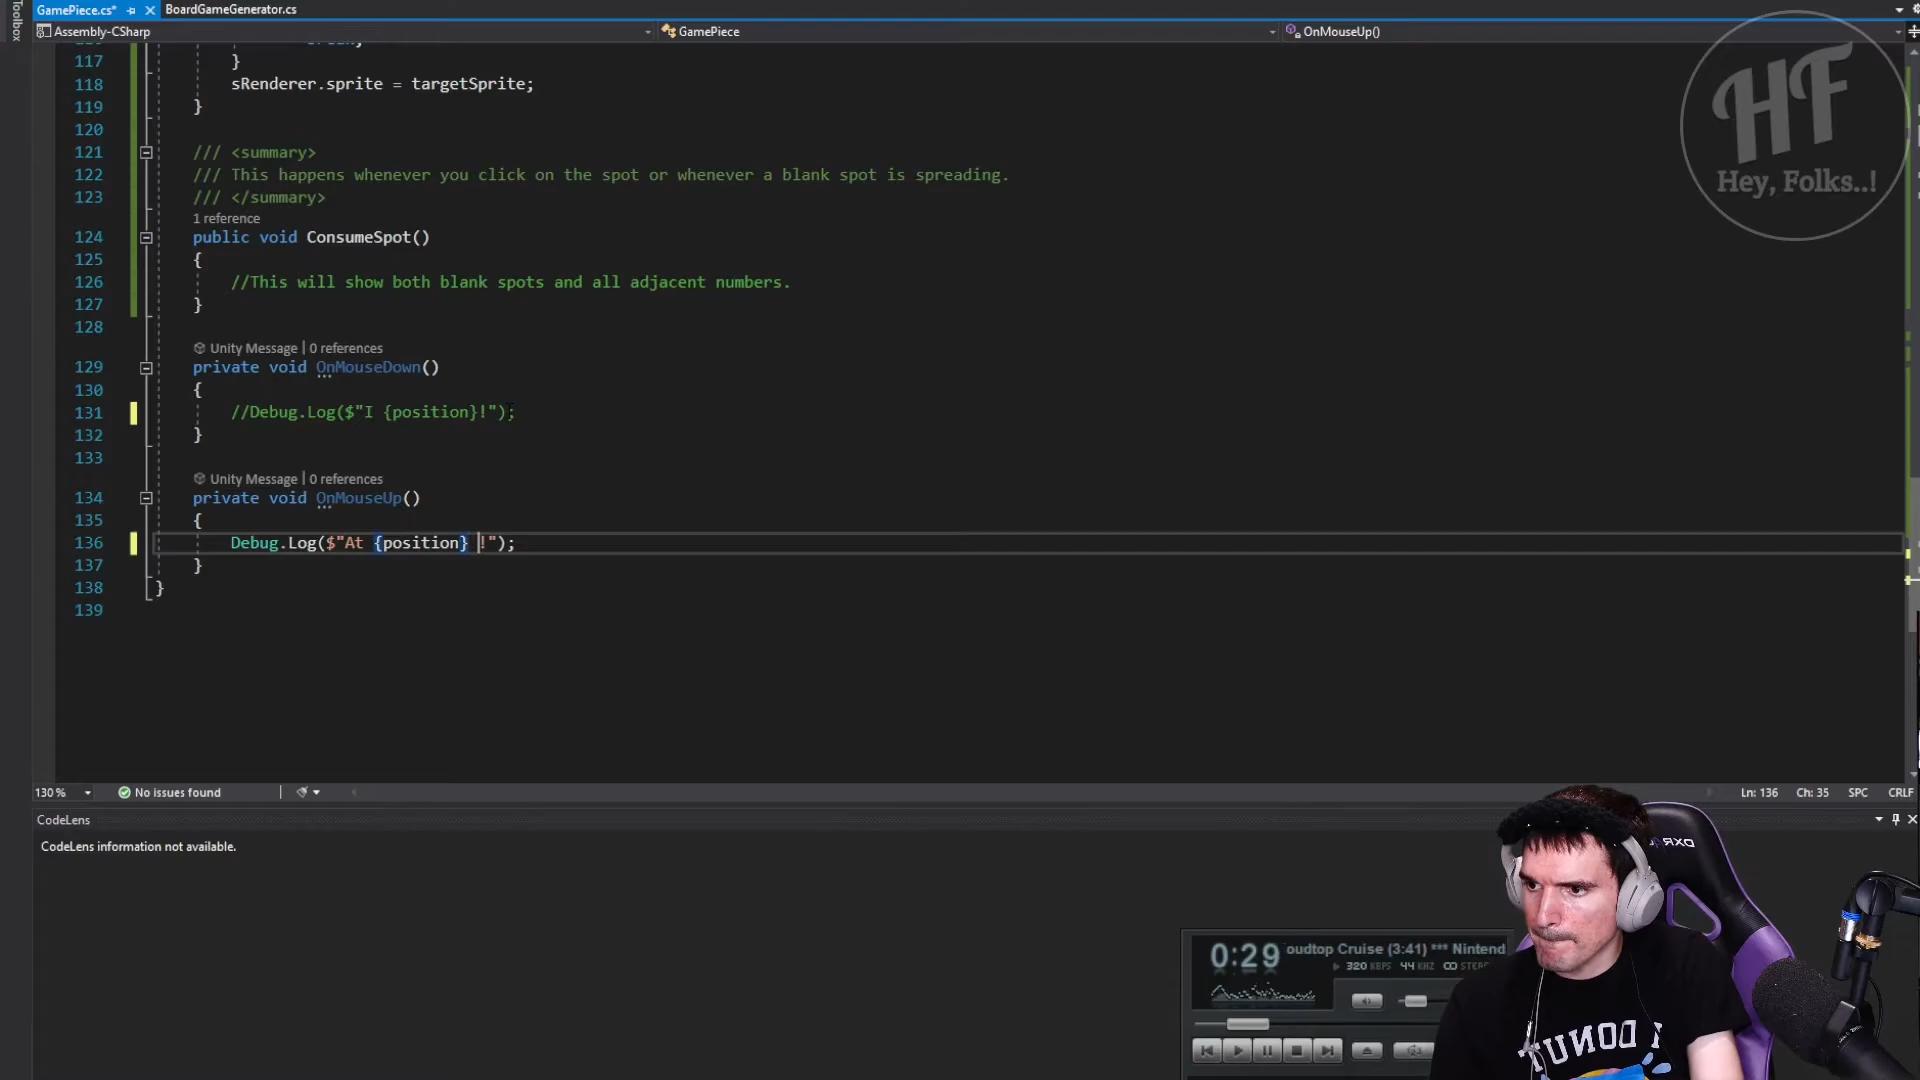 Toolbox
GamePiece.cs*
BoardGameGenerator.cs
Assembly-CSharp
GamePiece
OnMouseUp()
117 }
118 sRenderer.sprite = targetSprite;
119 }
120
121 /// <summary>
122 /// This happens whenever you click on the spot or whenever a blank spot is spreading.
123 /// </summary>
1 reference
124 public void ConsumeSpot()
125 {
126 //This will show both blank spots and all adjacent numbers.
127 }
128
Unity Message | 0 references
129 private void OnMouseDown()
130 {
131 //Debug.Log($"I {position}!");
132 }
133
Unity Message | 0 references
134 private void OnMouseUp()
135 {
136 Debug.Log($"At {position} !");
137 }
138 }
139
HF
Hey, Folks..!
130 %
No issues found
Ln: 136
Ch: 35
SPC
CRLF
CodeLens
CodeLens information not available.
0:29
oudtop Cruise (3:41) *** Nintend
320 KBPS 44 KHZ
DONUT